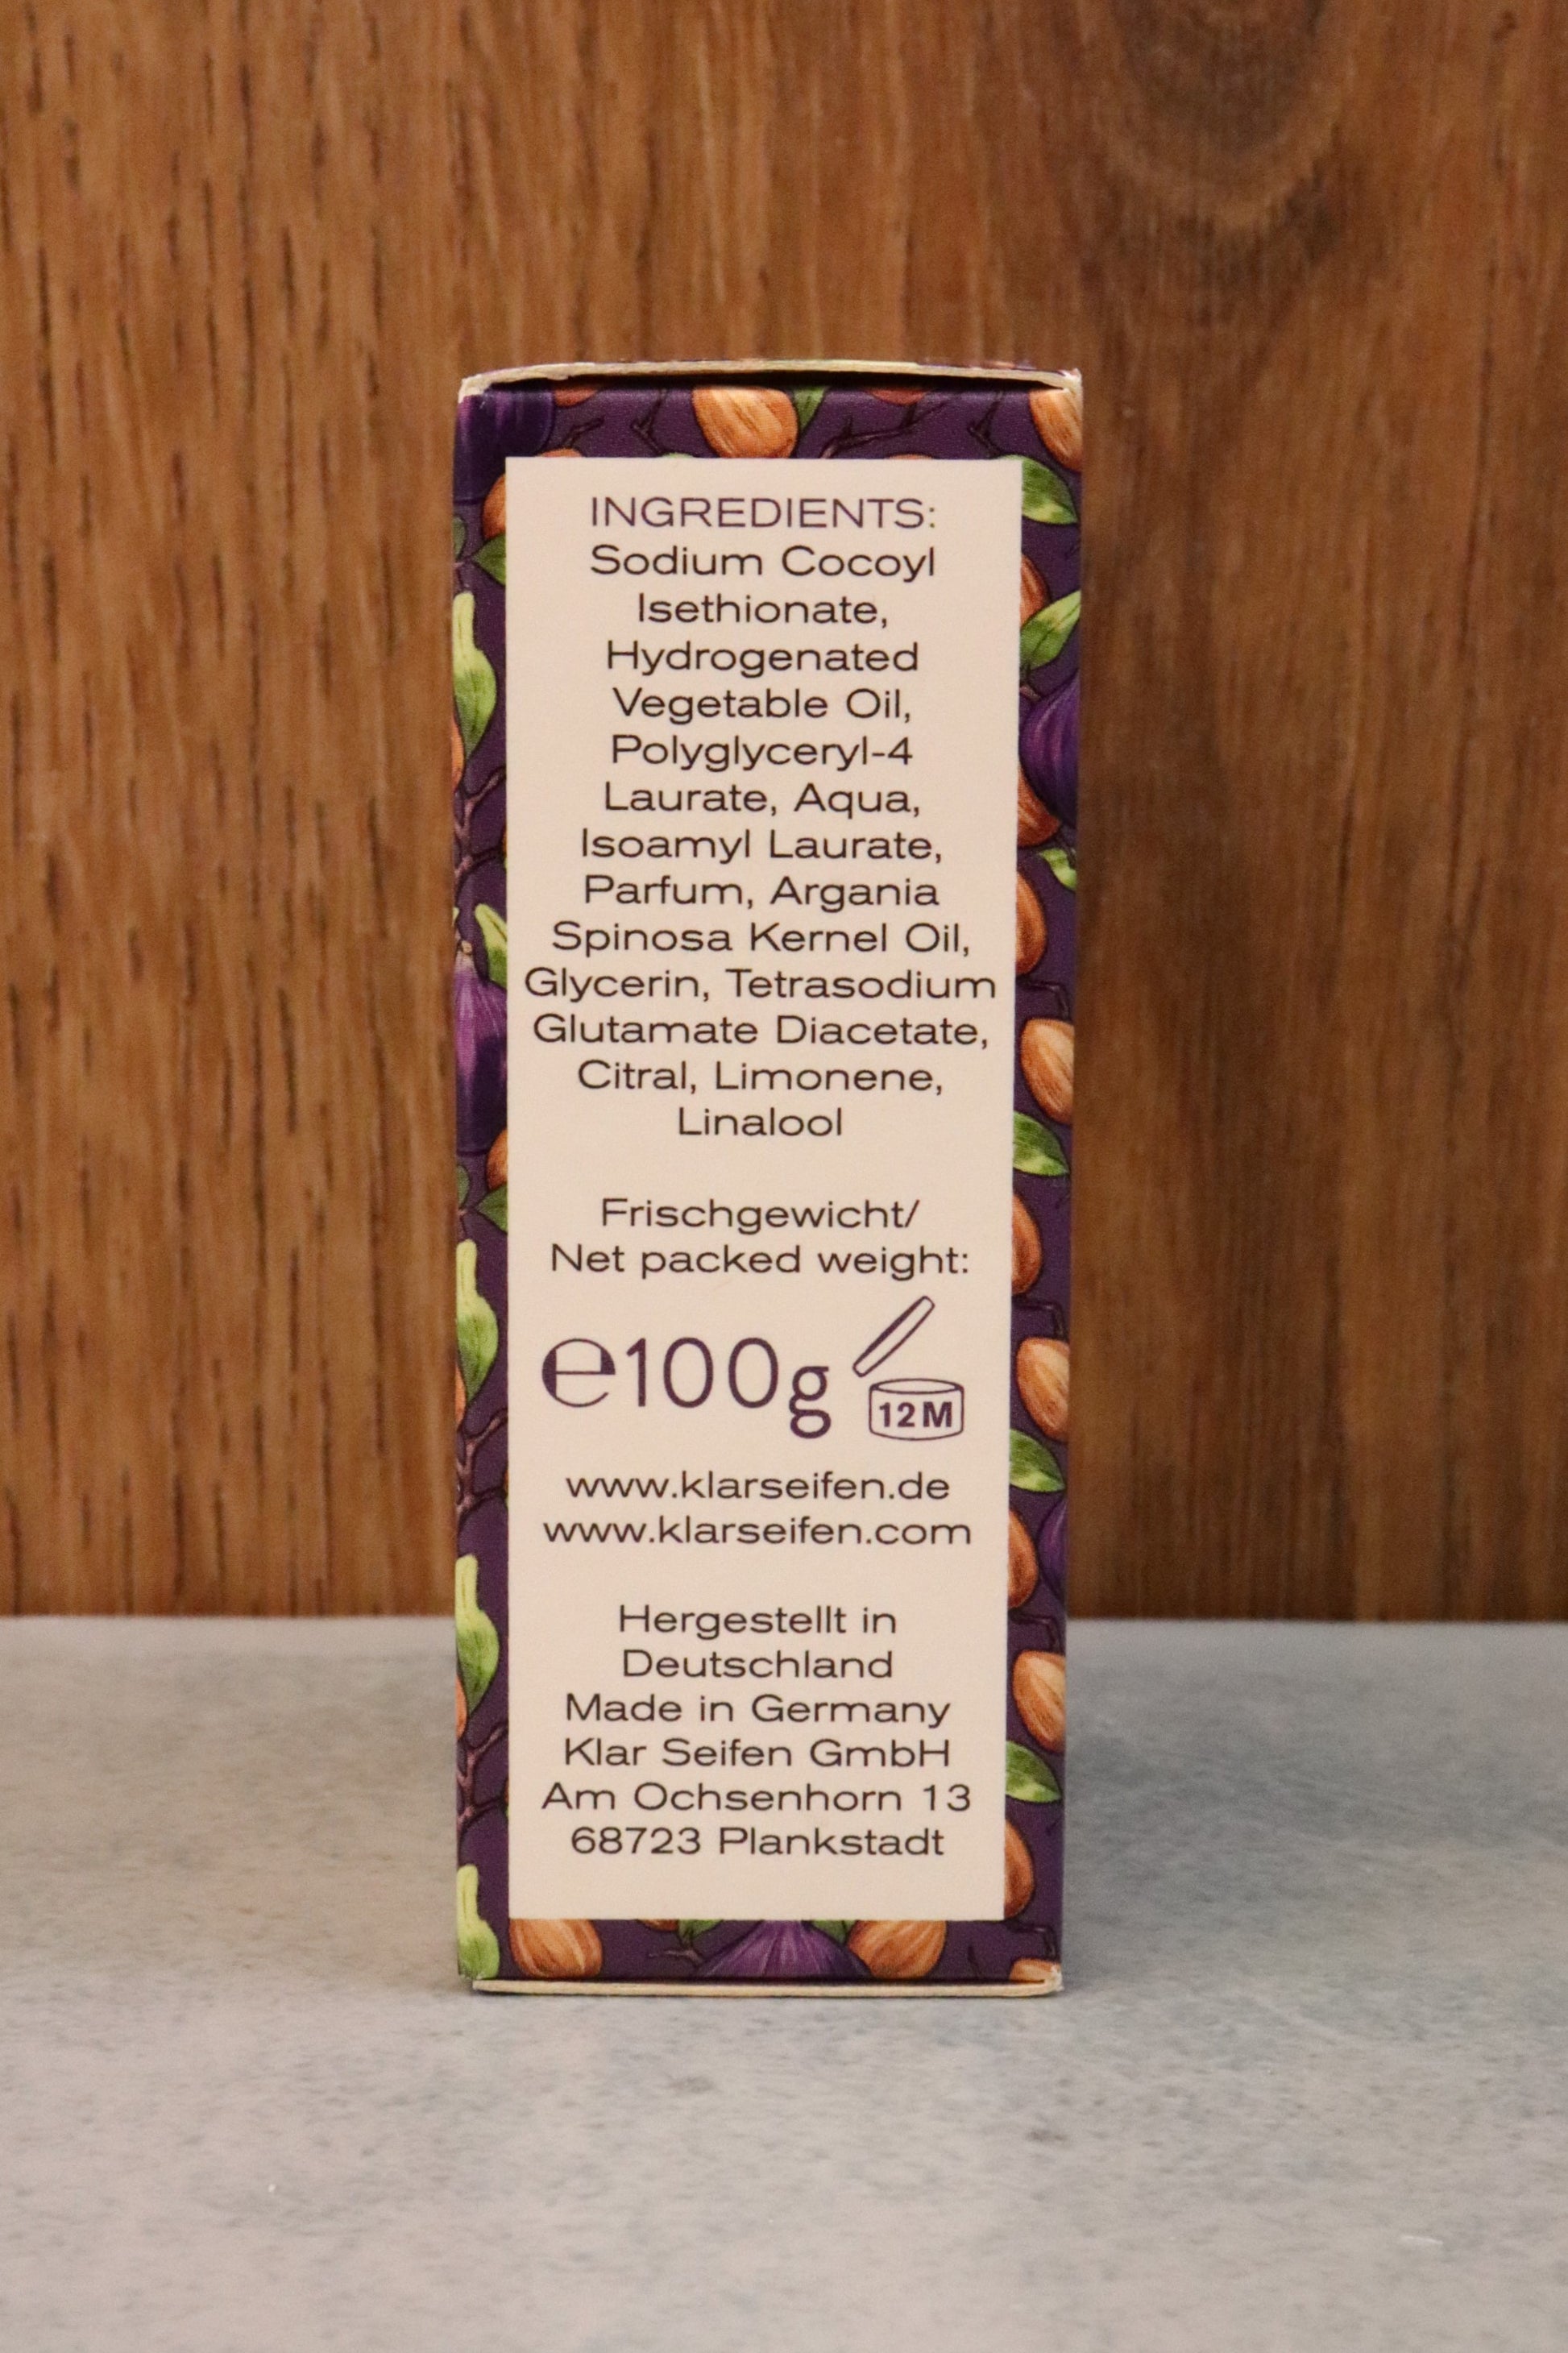 INGREDIENTS:
Sodium Cocoyl
Isethionate,
Hydrogenated
Vegetable Oil,
Polyglyceryl-4
Laurate, Aqua,
Isoamyl Laurate,
Parfum, Argania
Spinosa Kernel Oil,
Glycerin, Tetrasodium
Glutamate Diacetate,
Citral, Limonene,
Linalool
Frischgewicht/
Net packed weight:
℮100g 12M
www.klarseifen.de
www.klarseifen.com
Hergestellt in
Deutschland
Made in Germany
Klar Seifen GmbH
Am Ochsenhorn 13
68723 Plankstadt